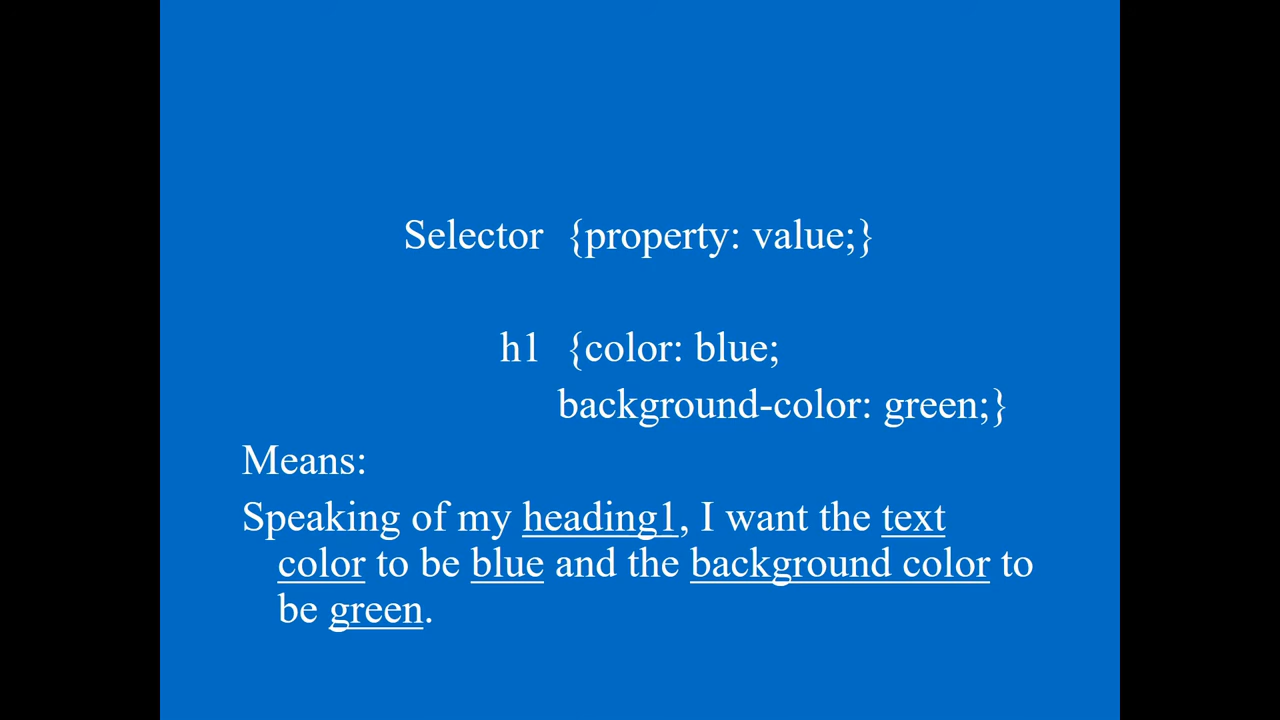 Selector {property: value;}
h1 {color: blue;
background-color: green;}
Means:
Speaking of my heading1, I want the text
color to be blue and the background color to
be green.